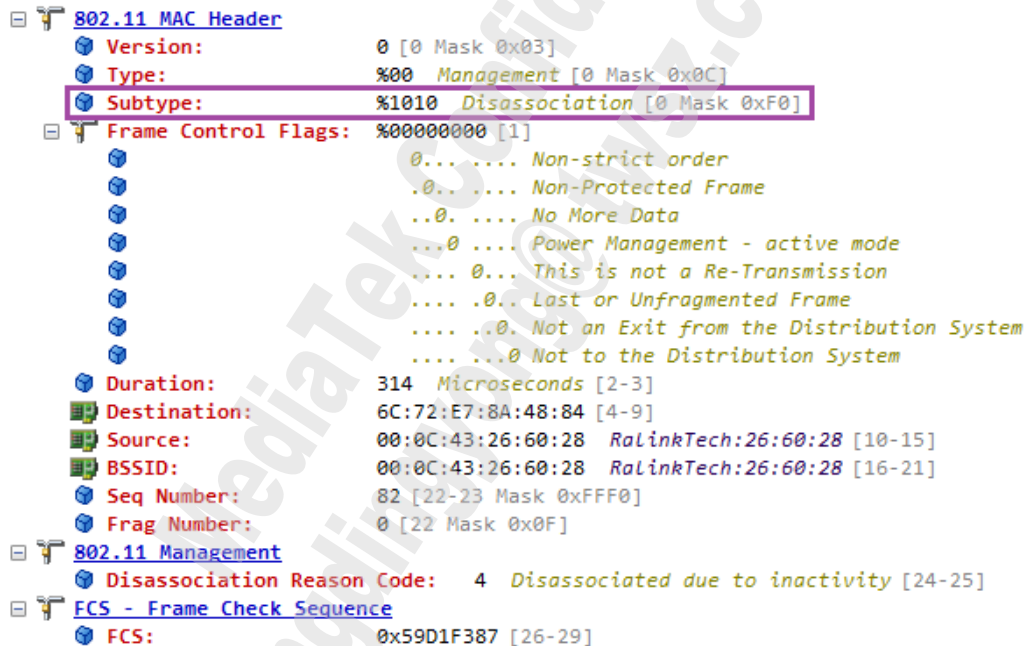 802.11 MAC Header
Version: 0 [0 Mask 0x03]
Type: %00 Management [0 Mask 0x0C]
Subtype: %1010 Disassociation [0 Mask 0xF0]
Frame Control Flags: %00000000 [1]
0... .... Non-strict order
.0.. .... Non-Protected Frame
..0. .... No More Data
...0 .... Power Management - active mode
.... 0... This is not a Re-Transmission
.... .0.. Last or Unfragmented Frame
.... ..0. Not an Exit from the Distribution System
.... ...0 Not to the Distribution System
Duration: 314 Microseconds [2-3]
Destination: 6C:72:E7:8A:48:84 [4-9]
Source: 00:0C:43:26:60:28 RalinkTech:26:60:28 [10-15]
BSSID: 00:0C:43:26:60:28 RalinkTech:26:60:28 [16-21]
Seq Number: 82 [22-23 Mask 0xFFF0]
Frag Number: 0 [22 Mask 0x0F]
802.11 Management
Disassociation Reason Code: 4 Disassociated due to inactivity [24-25]
FCS - Frame Check Sequence
FCS: 0x59D1F387 [26-29]
MediaTek